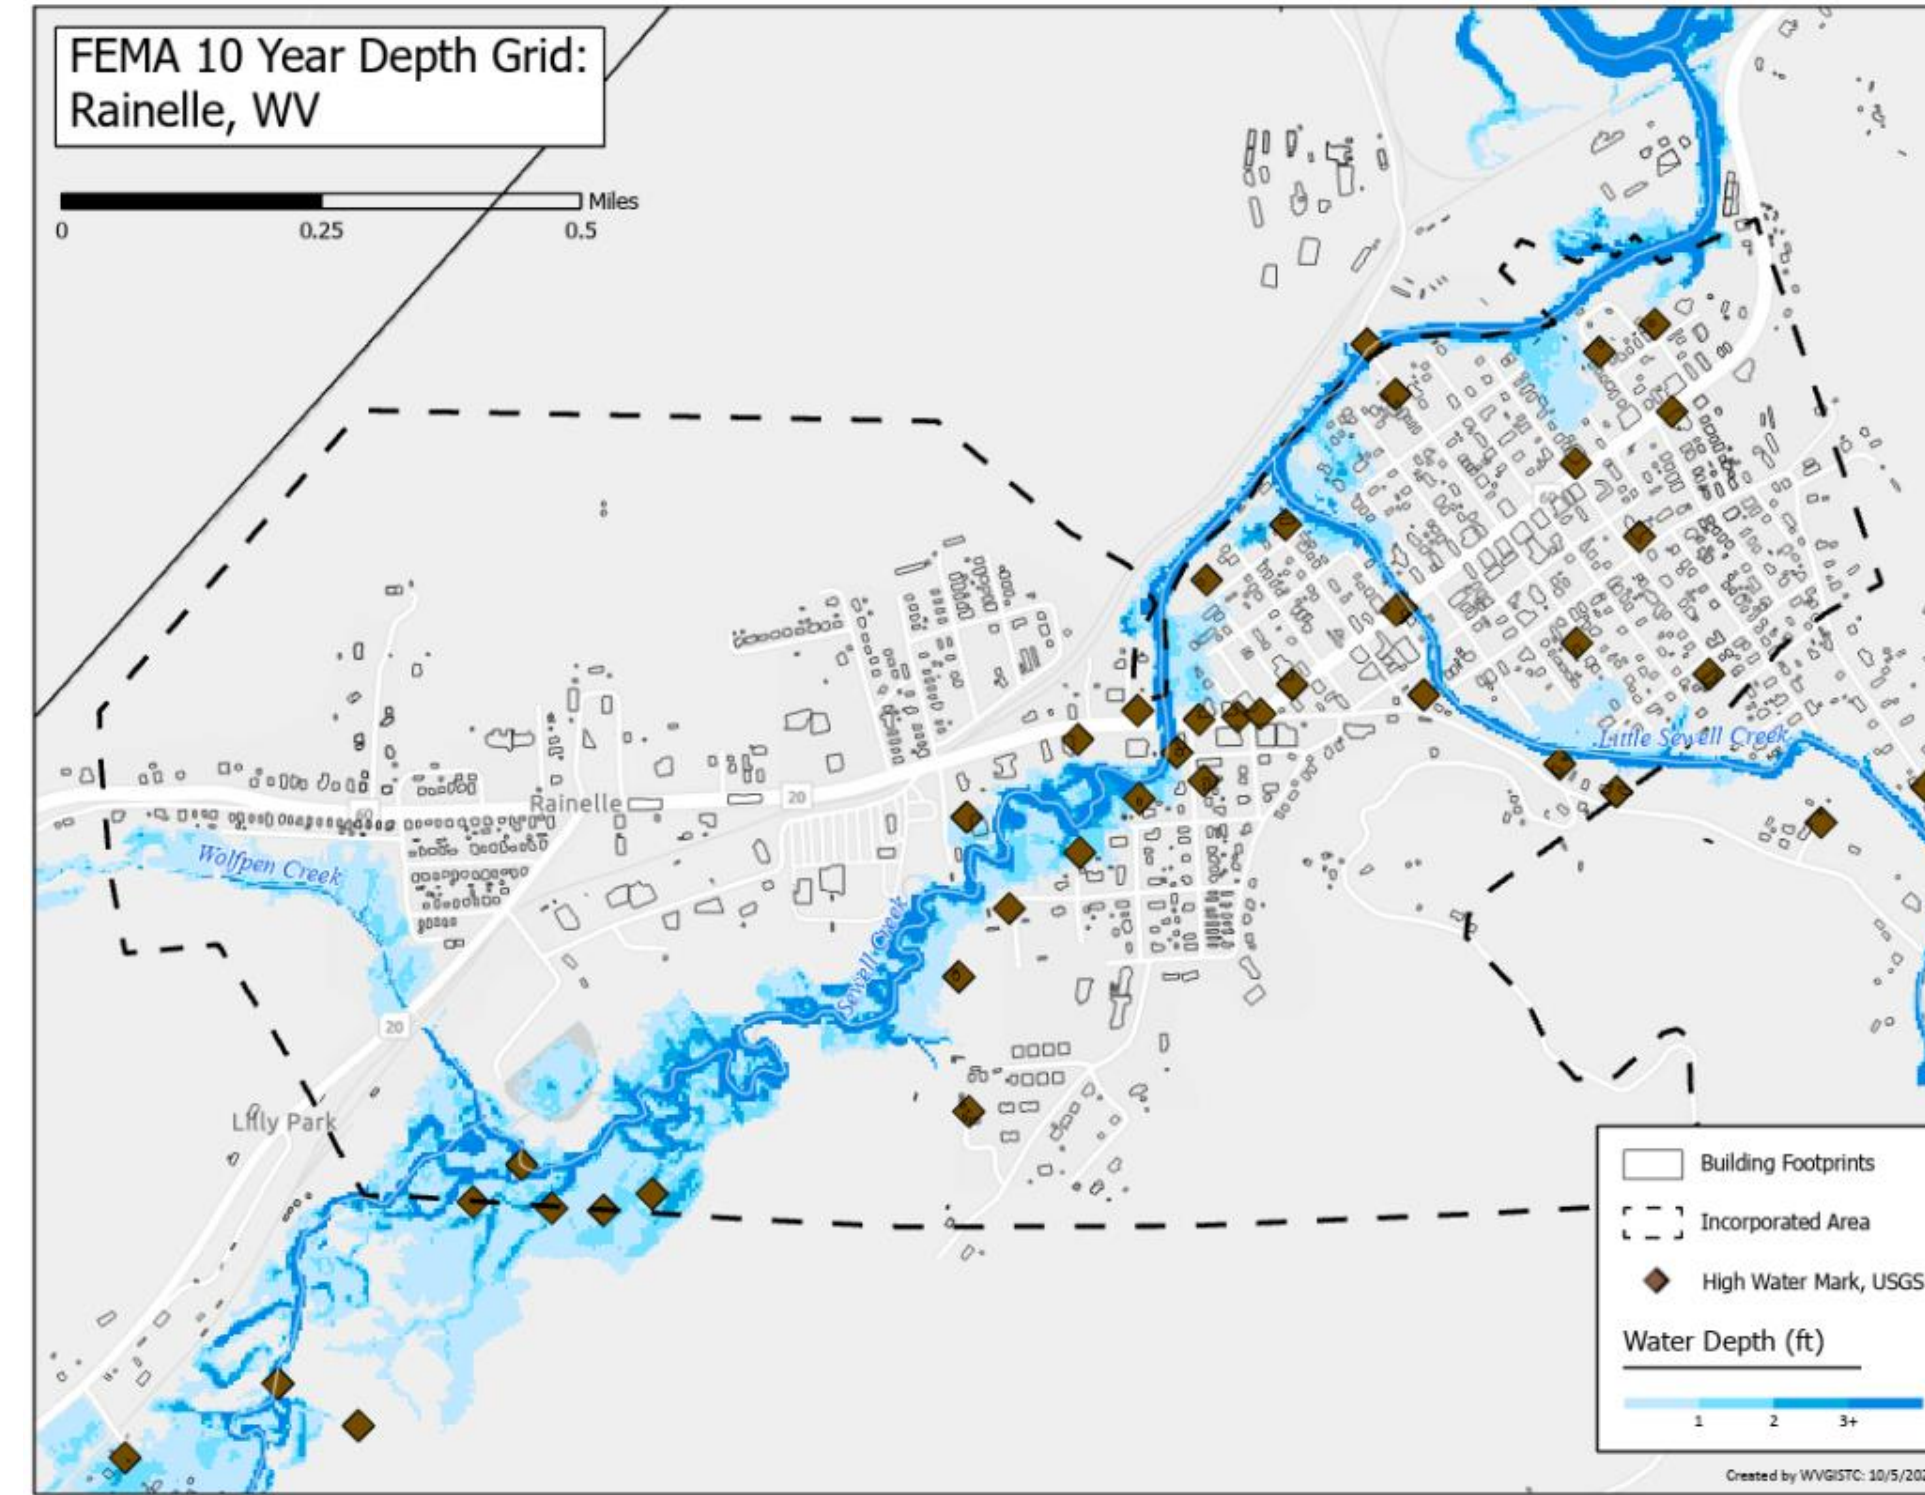 FEMA 10 Year Depth Grid:
Rainelle, WV
Miles
0 0.25 0.5
Little Sewell Creek
Rainelle
20
60
Wolfpen Creek
Sewell Creek
20
Lilly Park
Building Footprints
Incorporated Area
High Water Mark, USGS
Water Depth (ft)
1 2 3+
Created by WVGISTC: 10/5/202